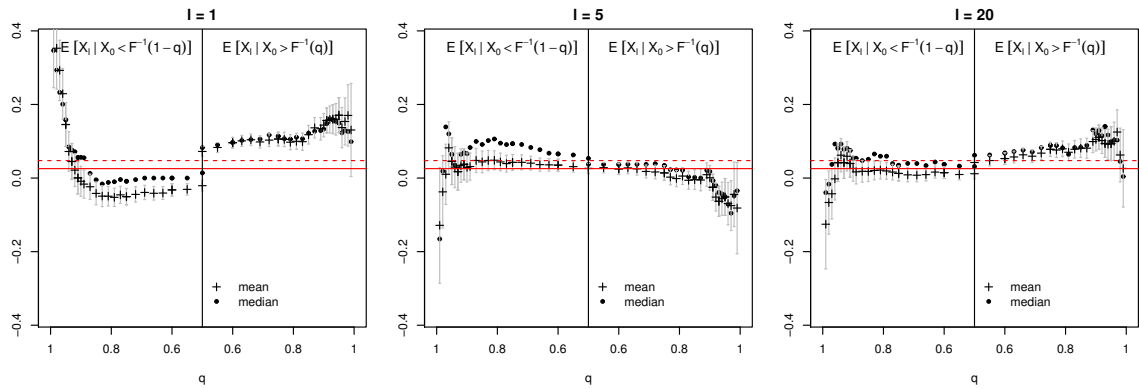 l = 1
E [X_l | X_0 < F^{-1}(1−q)]
E [X_l | X_0 > F^{-1}(q)]
0.4
0.2
0.0
−0.2
−0.4
mean
median
1 0.8 0.6 0.6 0.8 1
q
l = 5
E [X_l | X_0 < F^{-1}(1−q)]
E [X_l | X_0 > F^{-1}(q)]
0.4
0.2
0.0
−0.2
−0.4
mean
median
1 0.8 0.6 0.6 0.8 1
q
l = 20
E [X_l | X_0 < F^{-1}(1−q)]
E [X_l | X_0 > F^{-1}(q)]
0.4
0.2
0.0
−0.2
−0.4
mean
median
1 0.8 0.6 0.6 0.8 1
q